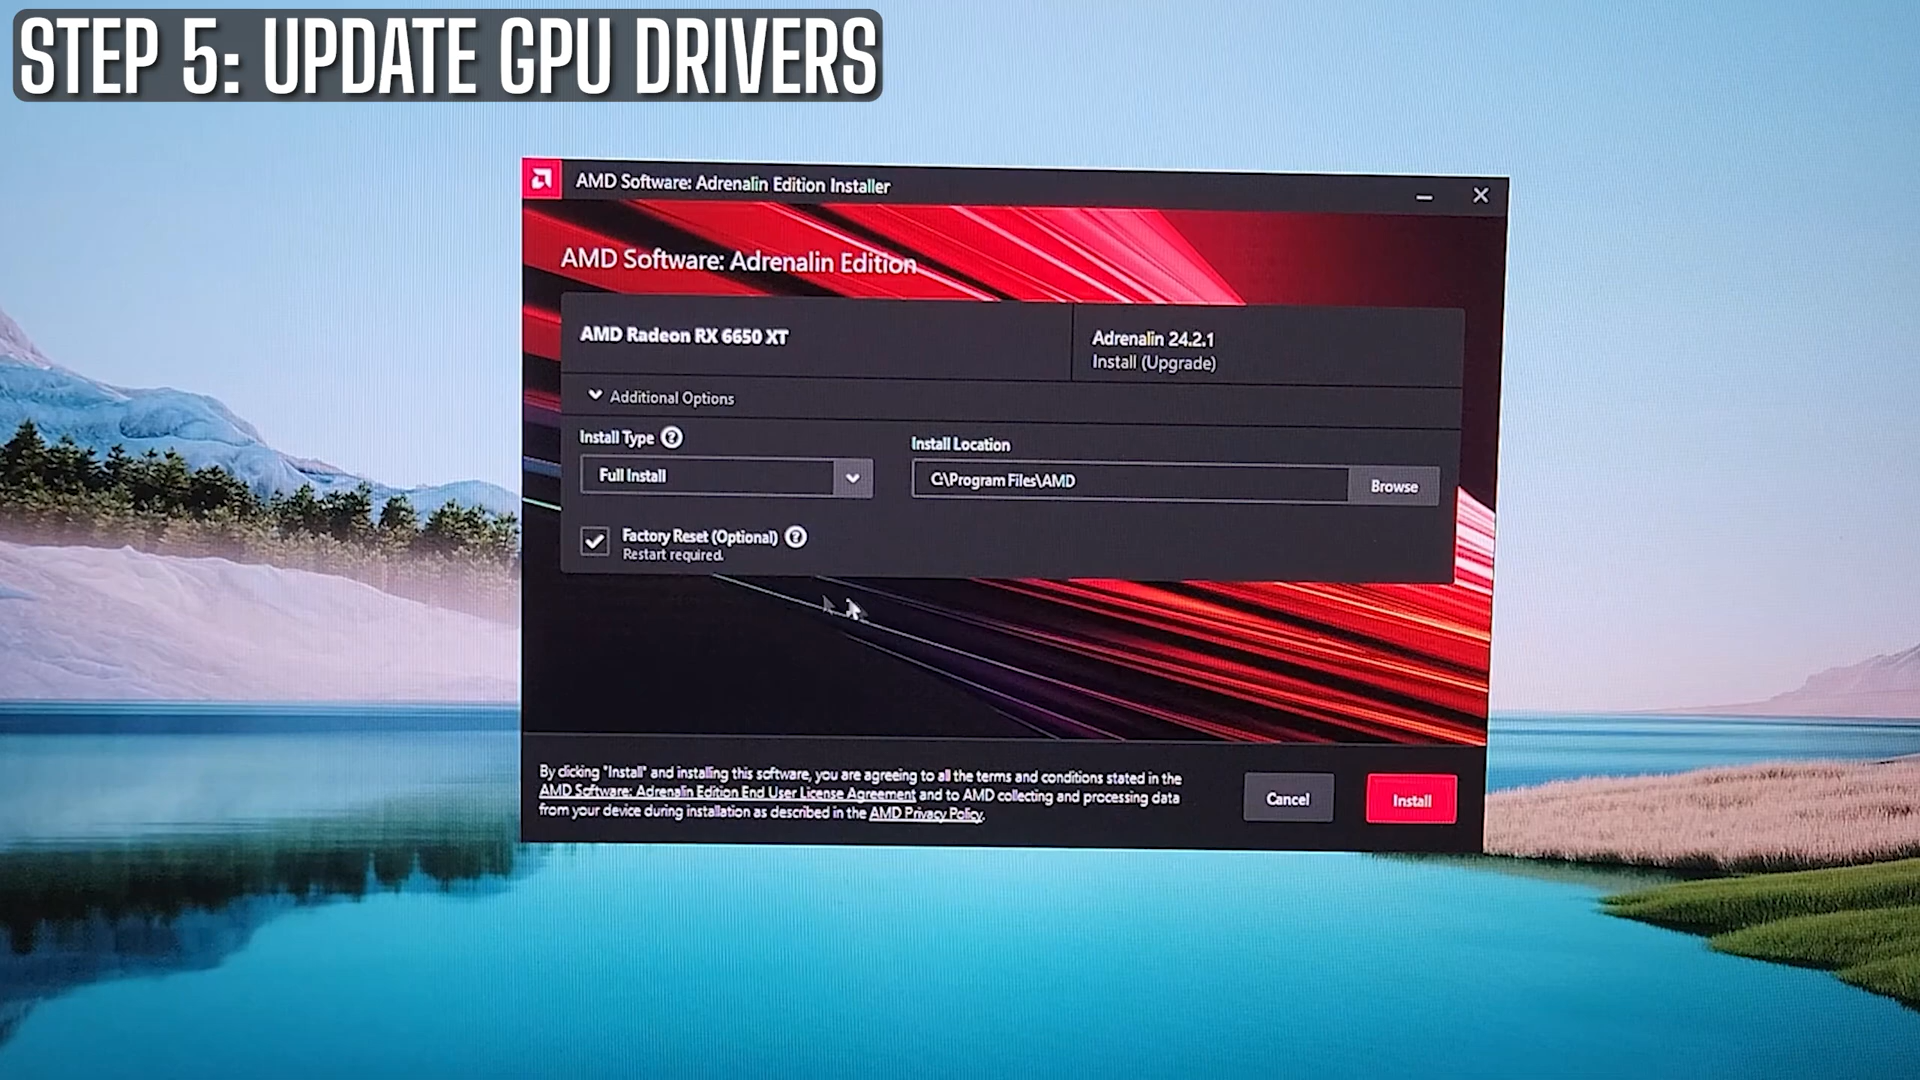 STEP 5: UPDATE GPU DRIVERS
AMD Software: Adrenalin Edition Installer
AMD Software: Adrenalin Edition
AMD Radeon RX 6650 XT
Adrenalin 24.2.1
Install (Upgrade)
Additional Options
Install Type
Install Location
Full Install
C:\Program Files\AMD
Browse
Factory Reset (Optional)
Restart required.
By clicking "Install" and installing this software, you are agreeing to all the terms and conditions stated in the
AMD Software: Adrenalin Edition End User License Agreement and to AMD collecting and processing data
from your device during installation as described in the AMD Privacy Policy.
Cancel
Install